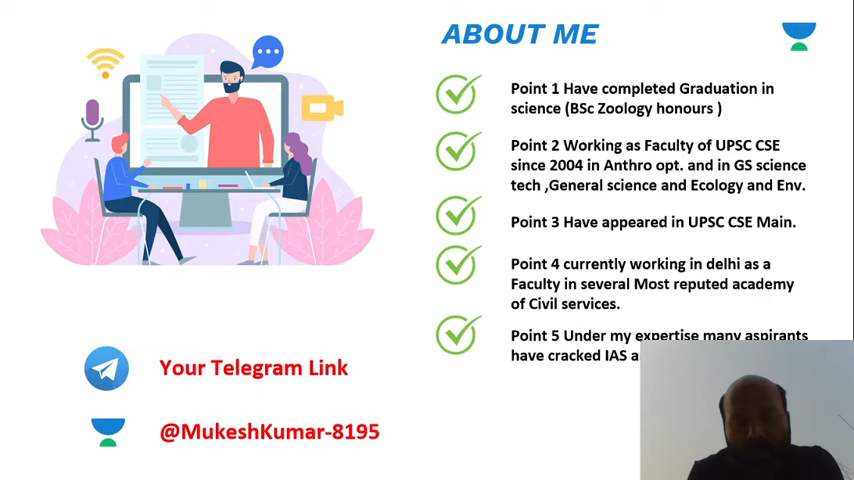 ABOUT ME
Point 1 Have completed Graduation in
science (BSc Zoology honours )
Point 2 Working as Faculty of UPSC CSE
since 2004 in Anthro opt. and in GS science
tech ,General science and Ecology and Env.
Point 3 Have appeared in UPSC CSE Main.
Point 4 currently working in delhi as a
Faculty in several Most reputed academy
of Civil services.
Point 5 Under my expertise many aspirants
have cracked IAS
Your Telegram Link
@MukeshKumar-8195